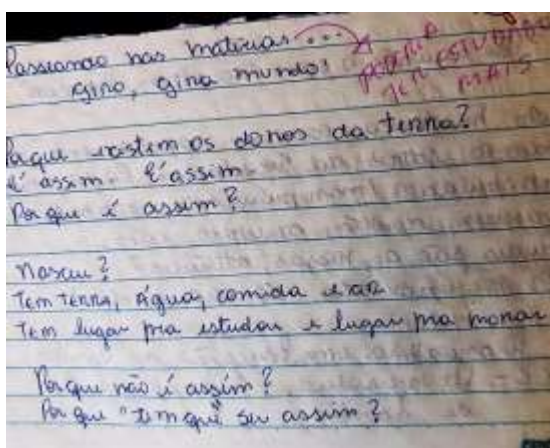 Passeando nas matérias...
PODERIA
TER ESTUDADO
MAIS
Giro, gira mundo!
Porque existem os donos da terra?
É assim. É assim.
Por que é assim?
Nasceu?
Tem TERRA, Água, comida e
Tem lugar pra estudar e lugar pra morar
Porque não é assim?
Por que "tem que" ser assim?